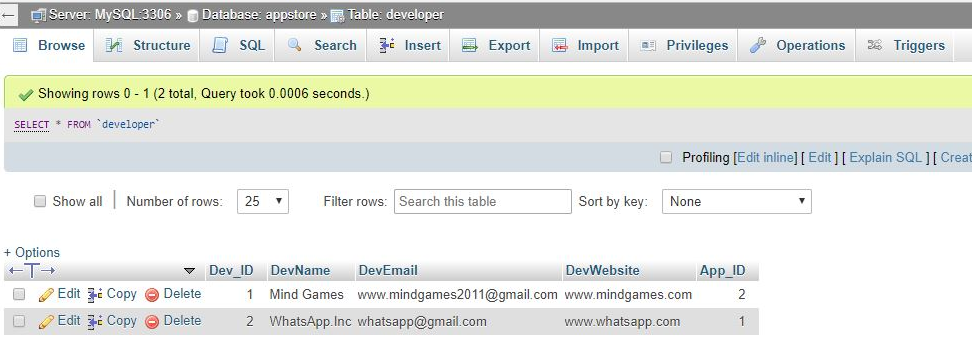 Server: MySQL:3306 » Database: appstore » Table: developer
Browse Structure SQL Search Insert Export Import Privileges Operations Triggers
Showing rows 0 - 1 (2 total, Query took 0.0006 seconds.)
SELECT * FROM `developer`
Profiling [Edit inline] [ Edit ] [ Explain SQL ] [ Creat
Show all | Number of rows: 25 Filter rows: Search this table Sort by key: None
+ Options
Dev_ID DevName DevEmail DevWebsite App_ID
Edit Copy Delete 1 Mind Games www.mindgames2011@gmail.com www.mindgames.com 2
Edit Copy Delete 2 WhatsApp.Inc whatsapp@gmail.com www.whatsapp.com 1